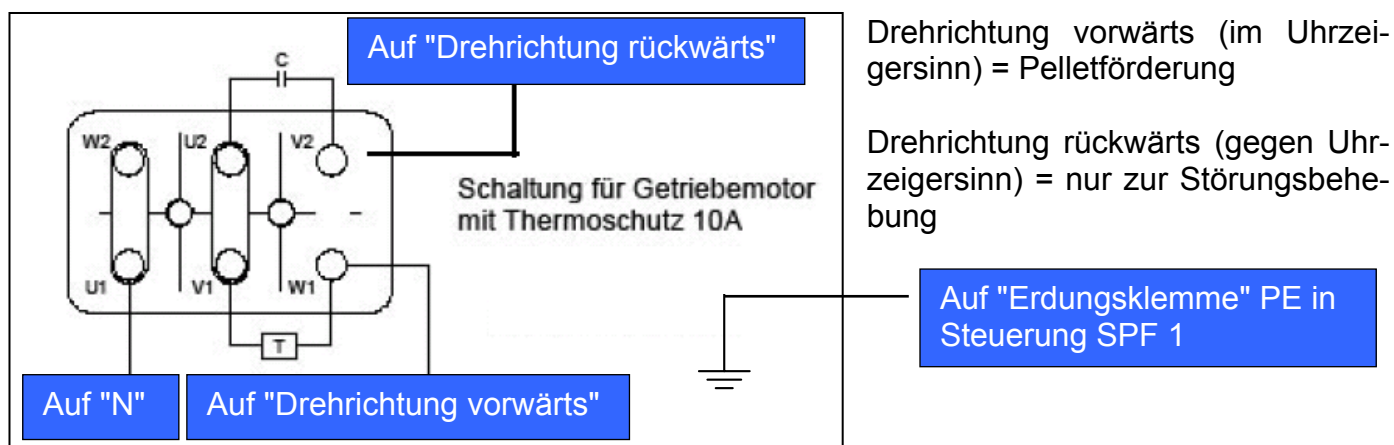 Auf "Drehrichtung rückwärts"
C
W2 U2 V2
Schaltung für Getriebemotor
mit Thermoschutz 10A
U1 V1 W1
T
Auf "N"
Auf "Drehrichtung vorwärts"
Drehrichtung vorwärts (im Uhrzei-
gersinn) = Pelletförderung
Drehrichtung rückwärts (gegen Uhr-
zeigersinn) = nur zur Störungsbehe-
bung
Auf "Erdungsklemme" PE in
Steuerung SPF 1